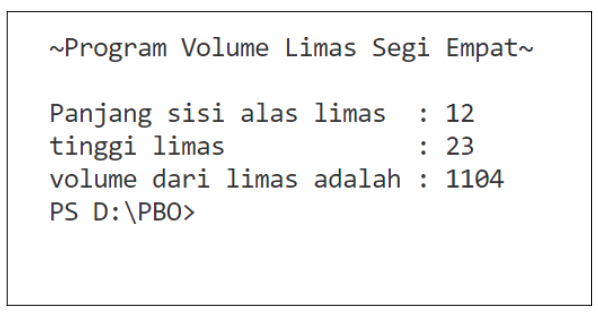 ~Program Volume Limas Segi Empat~
Panjang sisi alas limas : 12
tinggi limas : 23
volume dari limas adalah : 1104
PS D:\PBO>